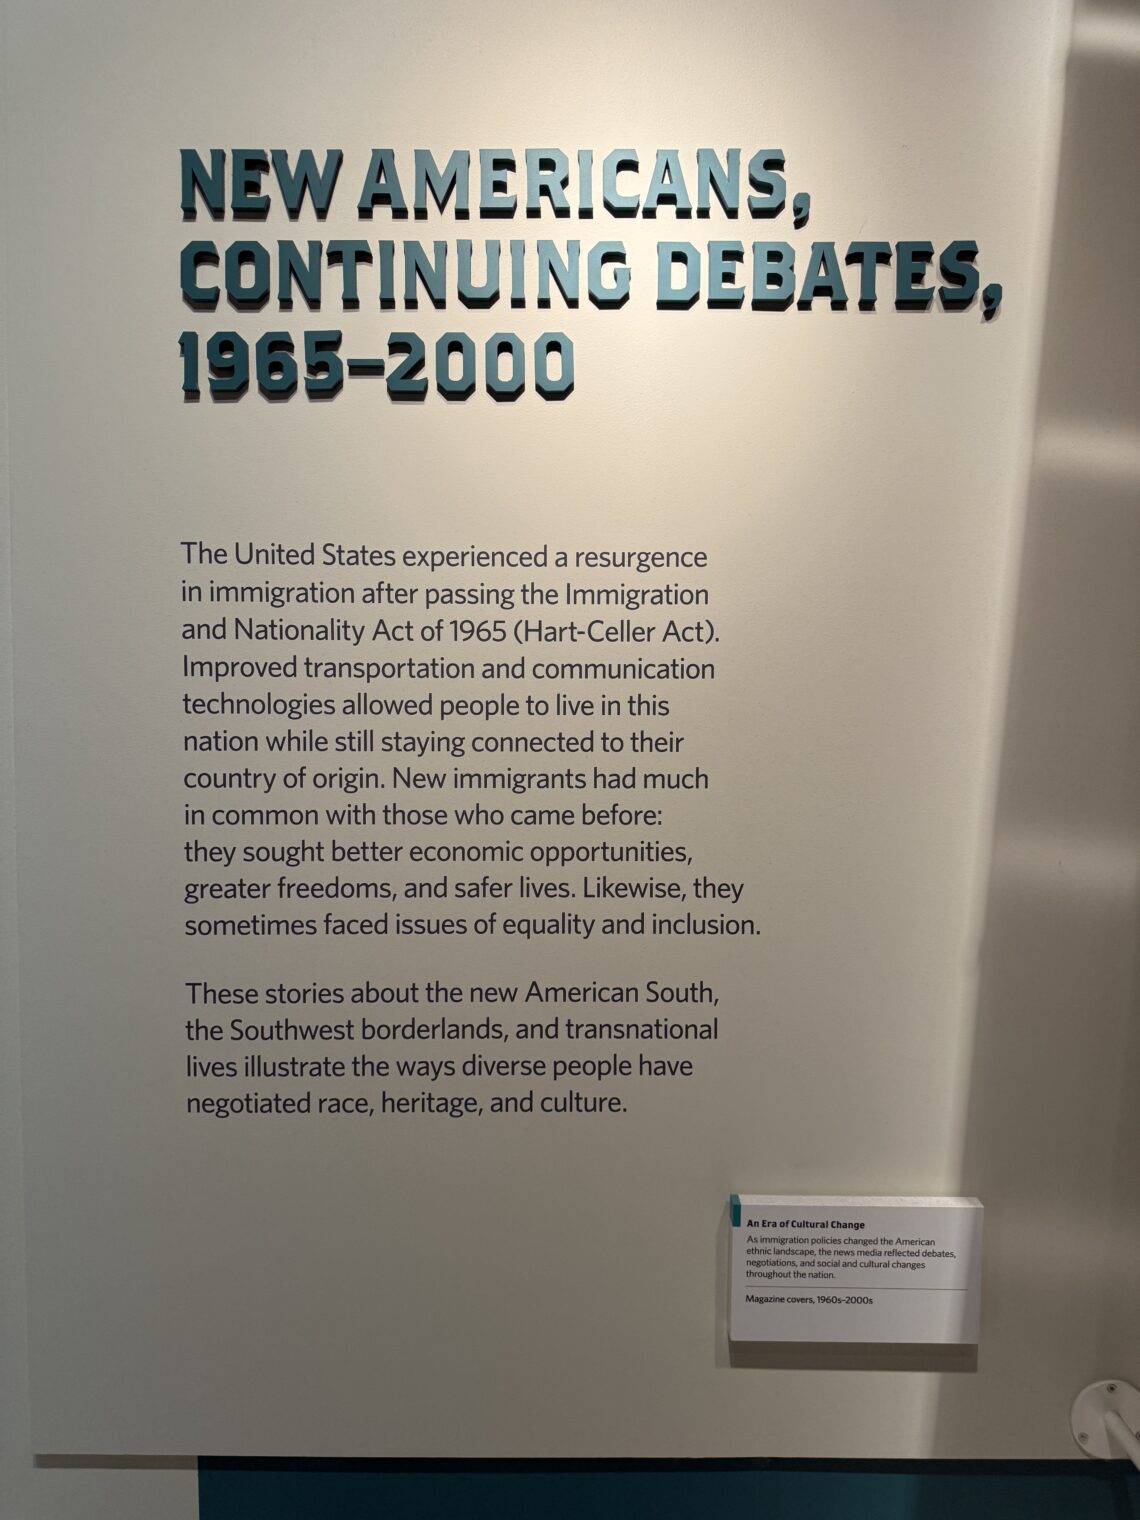 NEW AMERICANS,
CONTINUING DEBATES,
1965–2000
The United States experienced a resurgence
in immigration after passing the Immigration
and Nationality Act of 1965 (Hart-Celler Act).
Improved transportation and communication
technologies allowed people to live in this
nation while still staying connected to their
country of origin. New immigrants had much
in common with those who came before:
they sought better economic opportunities,
greater freedoms, and safer lives. Likewise, they
sometimes faced issues of equality and inclusion.
These stories about the new American South,
the Southwest borderlands, and transnational
lives illustrate the ways diverse people have
negotiated race, heritage, and culture.
An Era of Cultural Change
As immigration policies changed the American
ethnic landscape, the news media reflected debates,
negotiations, and social and cultural changes
throughout the nation.
Magazine covers, 1960s–2000s